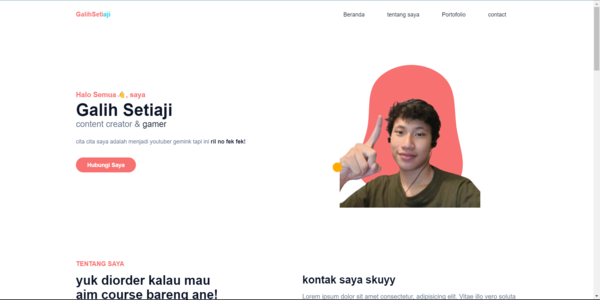 GalihSetiaji
Beranda tentang saya Portofolio contact
Halo Semua👋, saya
Galih Setiaji
content creator & gamer
cita cita saya adalah menjadi youtuber gemink tapi ini ril no fek fek!
Hubungi Saya
TENTANG SAYA
yuk diorder kalau mau
aim course bareng ane!
kontak saya skuyy
Lorem ipsum dolor sit amet consectetur, adipisicing elit. Vitae illo vero soluta